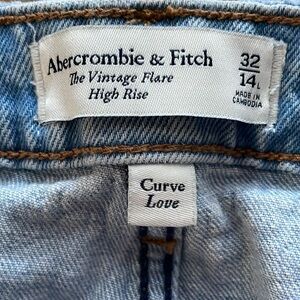 Abercrombie & Fitch
The Vintage Flare
High Rise
32
14L
MADE IN
CAMBODIA
Curve
Love